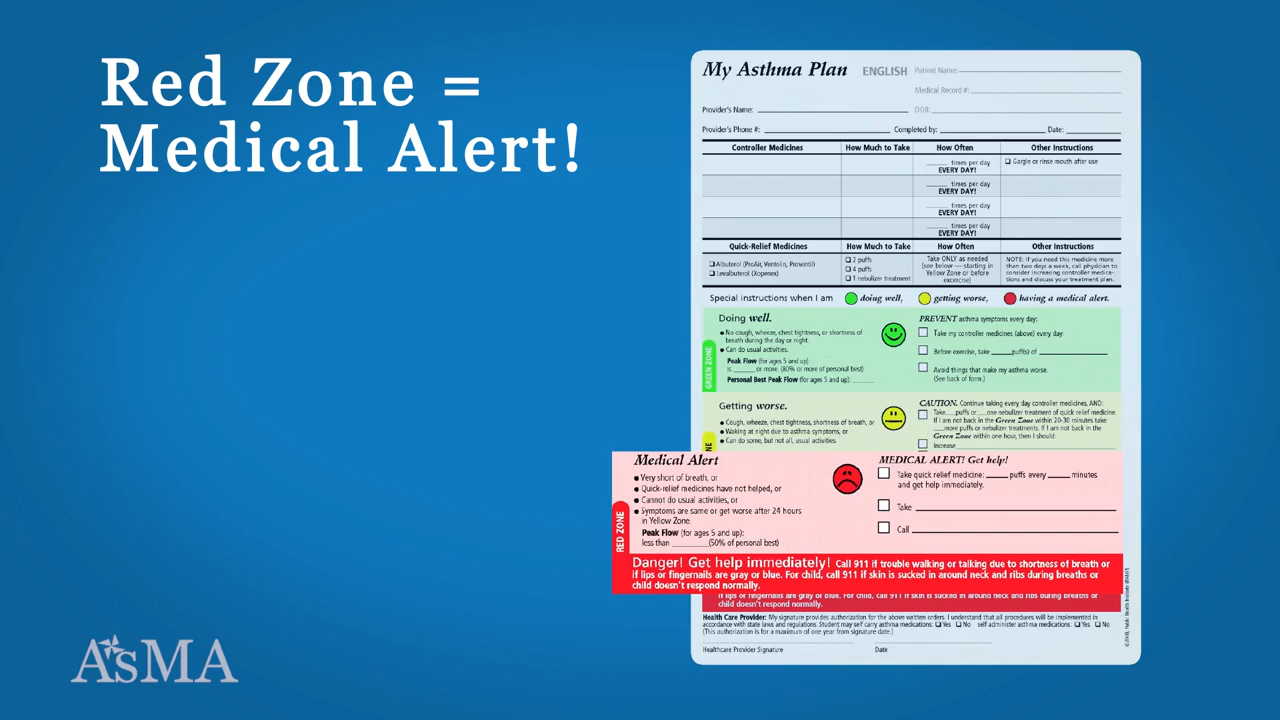 Red Zone =
Medical Alert!
My Asthma Plan ENGLISH Patient Name:
Medical Record #:
Provider's Name: DOB:
Provider's Phone #: Completed by: Date:
Controller Medicines How Much to Take How Often Other Instructions
times per day
EVERY DAY!
❏ Gargle or rinse mouth after use
times per day
EVERY DAY!
times per day
EVERY DAY!
times per day
EVERY DAY!
Quick-Relief Medicines How Much to Take How Often Other Instructions
❏ Albuterol (ProAir, Ventolin, Proventil)
❏ Levalbuterol (Xopenex)
❏ 2 puffs
❏ 4 puffs
❏ 1 nebulizer treatment
Take ONLY as needed
(see below — starting in
Yellow Zone or before
exercise)
NOTE: If you need this medicine more
than two days a week, call physician to
consider increasing controller medica-
tions and discuss your treatment plan.
Special instructions when I am doing well, getting worse, having a medical alert.
GREEN ZONE
Doing well.
• No cough, wheeze, chest tightness, or shortness of
breath during the day or night.
• Can do usual activities.
Peak Flow (for ages 5 and up):
is ______ or more. (80% or more of personal best)
Personal Best Peak Flow (for ages 5 and up): ______
PREVENT asthma symptoms every day:
Take my controller medicines (above) every day.
Before exercise, take _____puff(s) of ______________
Avoid things that make my asthma worse.
(See back of form.)
Getting worse.
• Cough, wheeze, chest tightness, shortness of breath, or
• Waking at night due to asthma symptoms, or
• Can do some, but not all, usual activities.
CAUTION. Continue taking every day controller medicines, AND:
Take___puffs or___one nebulizer treatment of quick relief medicine.
If I am not back in the Green Zone within 20-30 minutes take
___more puffs or nebulizer treatments. If I am not back in the
Green Zone within one hour, then I should:
Increase
RED ZONE
Medical Alert
• Very short of breath, or
• Quick-relief medicines have not helped, or
• Cannot do usual activities, or
• Symptoms are same or get worse after 24 hours
in Yellow Zone.
Peak Flow (for ages 5 and up):
less than ________(50% of personal best)
MEDICAL ALERT! Get help!
Take quick relief medicine: _____ puffs every _____ minutes
and get help immediately.
Take
Call
Danger! Get help immediately! Call 911 if trouble walking or talking due to shortness of breath or
if lips or fingernails are gray or blue. For child, call 911 if skin is sucked in around neck and ribs during breaths or
child doesn't respond normally.
if lips or fingernails are gray or blue. For child, call 911 if skin is sucked in around neck and ribs during breaths or
child doesn't respond normally.
Health Care Provider: My signature provides authorization for the above written orders. I understand that all procedures will be implemented in
accordance with state laws and regulations. Student may self carry asthma medications: ❏ Yes ❏ No self administer asthma medications: ❏ Yes ❏ No
(This authorization is for a maximum of one year from signature date.)
Healthcare Provider Signature Date
AsMA